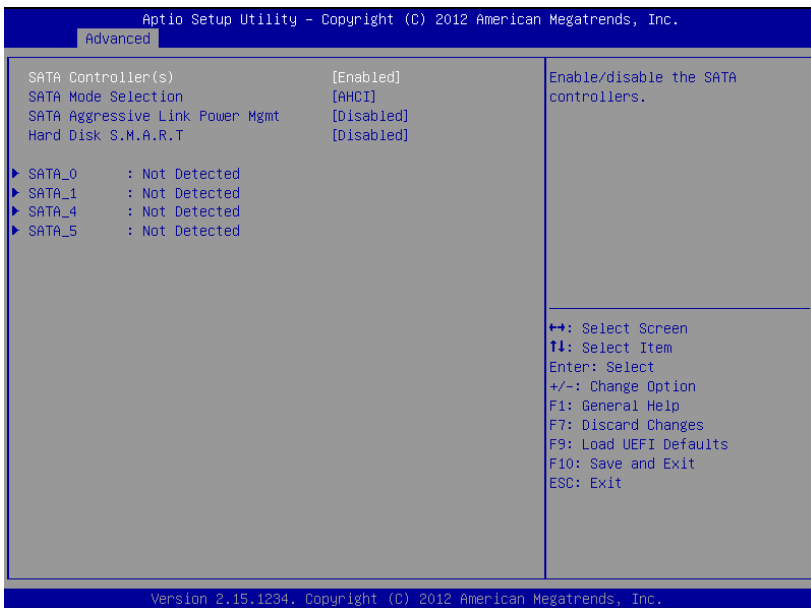 Aptio Setup Utility – Copyright (C) 2012 American Megatrends, Inc.
Advanced
SATA Controller(s) [Enabled]
SATA Mode Selection [AHCI]
SATA Aggressive Link Power Mgmt [Disabled]
Hard Disk S.M.A.R.T [Disabled]
SATA_0 : Not Detected
SATA_1 : Not Detected
SATA_4 : Not Detected
SATA_5 : Not Detected
Enable/disable the SATA
controllers.
↔: Select Screen
↑↓: Select Item
Enter: Select
+/-: Change Option
F1: General Help
F7: Discard Changes
F9: Load UEFI Defaults
F10: Save and Exit
ESC: Exit
Version 2.15.1234. Copyright (C) 2012 American Megatrends, Inc.